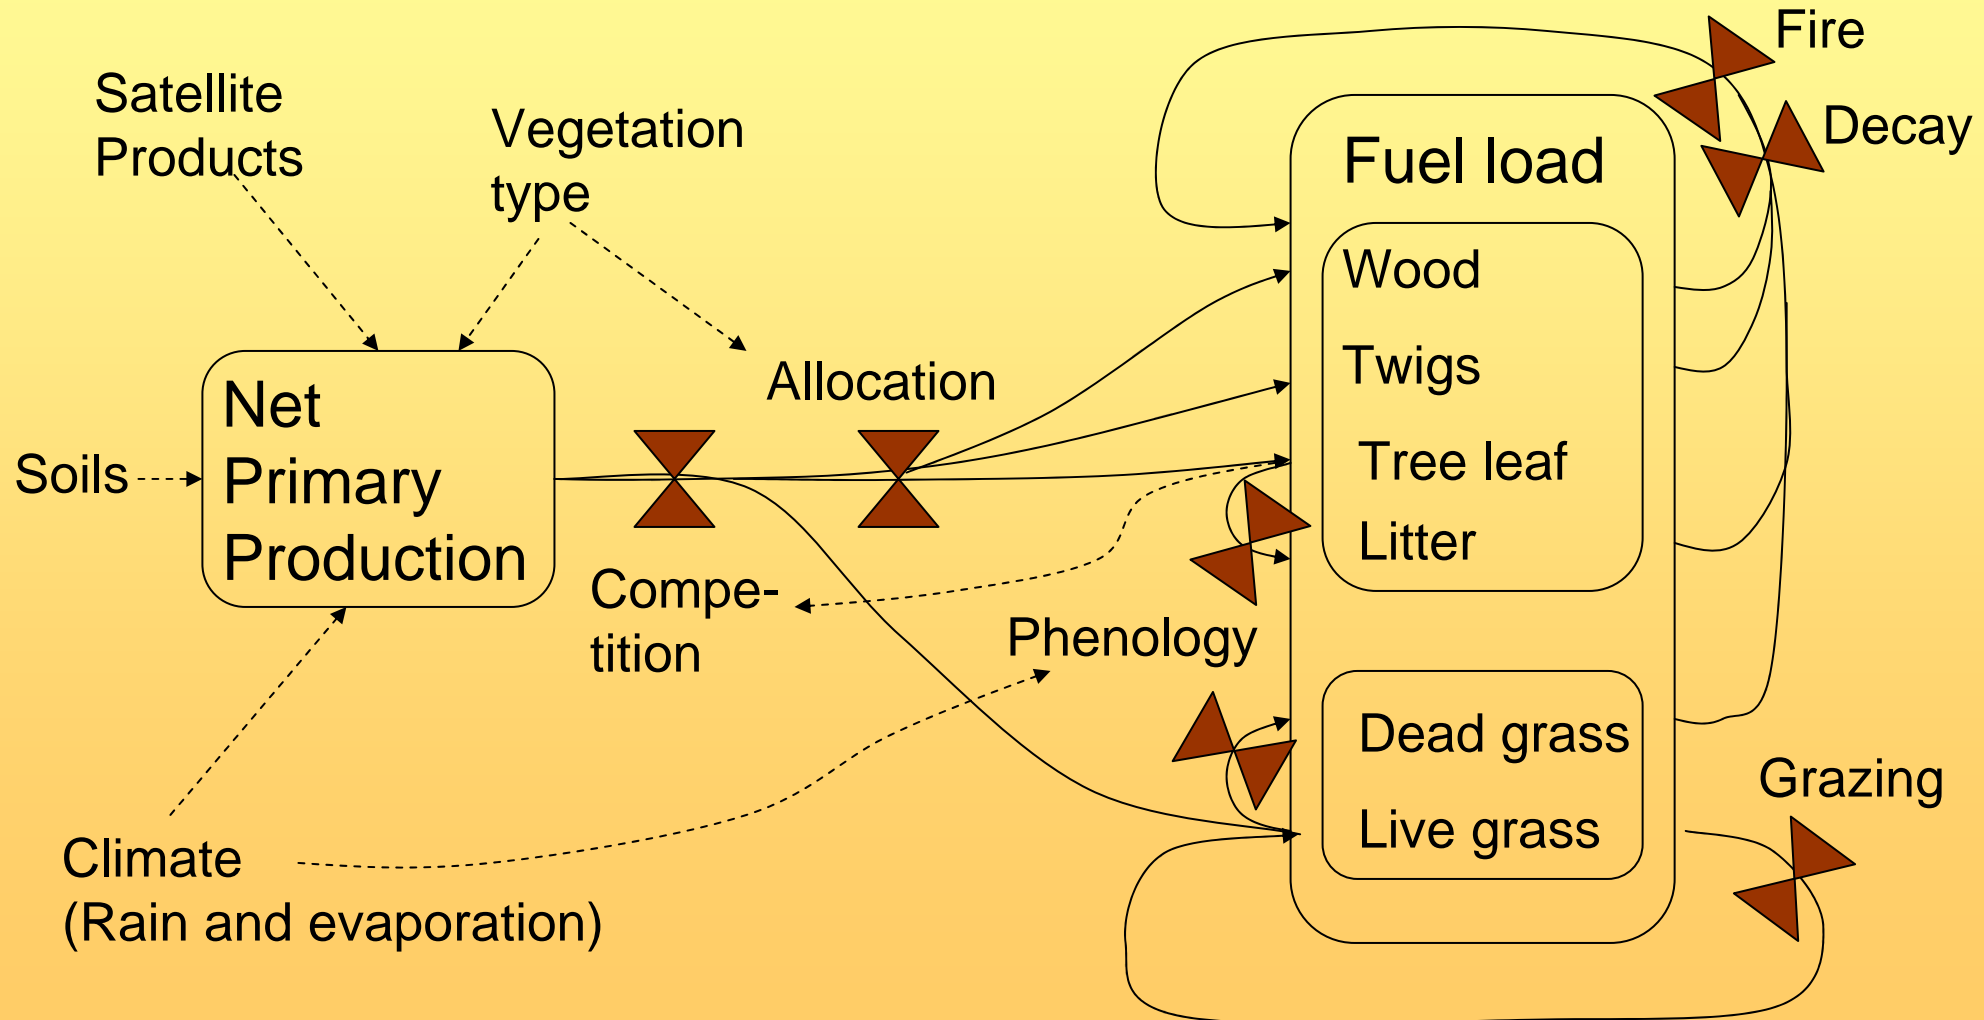 Fire
Satellite
Products
Vegetation
type
Decay
Fuel load
Wood
Allocation
Twigs
Net
Primary
Production
Soils
Tree leaf
Litter
Compe-
tition
Phenology
Dead grass
Live grass
Grazing
Climate
(Rain and evaporation)